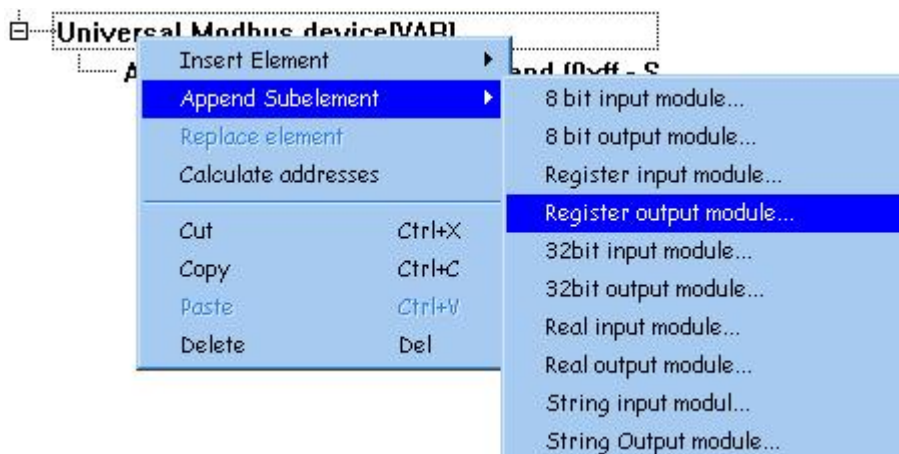 Universal Modbus device[VAR]
A and (0xff - S
Insert Element
Append Subelement
Replace element
Calculate addresses
Cut Ctrl+X
Copy Ctrl+C
Paste Ctrl+V
Delete Del
8 bit input module...
8 bit output module...
Register input module...
Register output module...
32bit input module...
32bit output module...
Real input module...
Real output module...
String input modul...
String Output module...